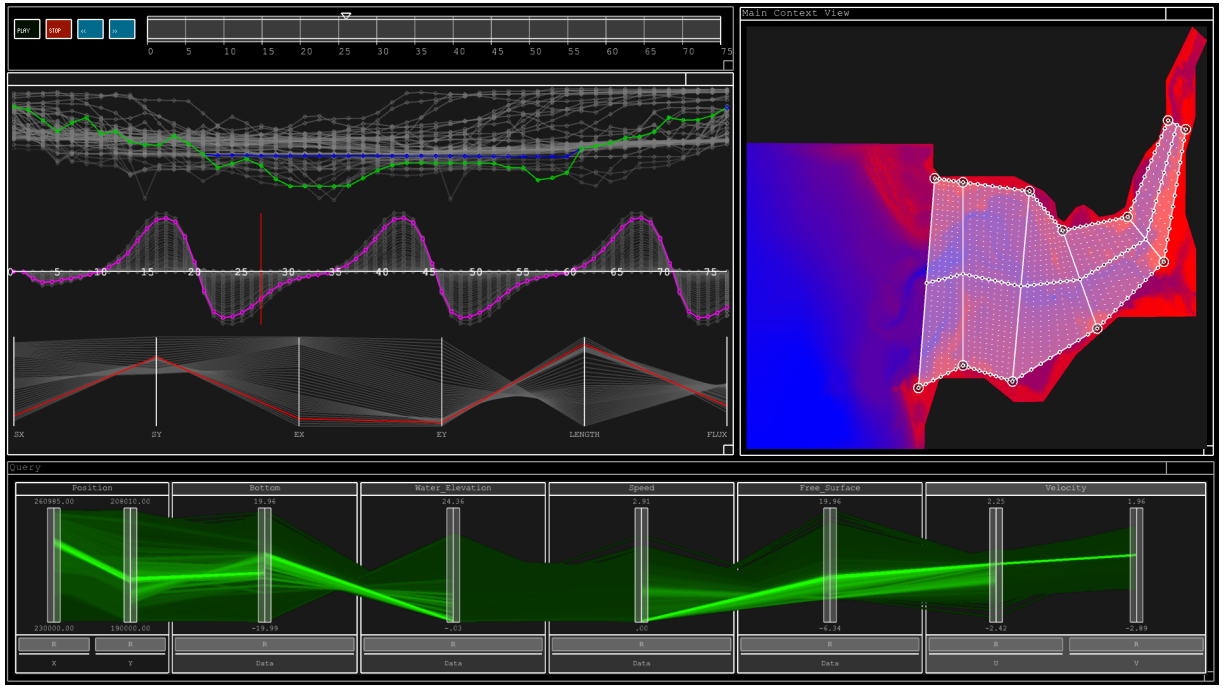 Main Context View
PLAY STOP << >>
0 5 10 15 20 25 30 35 40 45 50 55 60 65 70 75
0 5 10 15 20 25 30 35 40 45 50 55 60 65 70 75
SX SY EX EY LENGTH FLUX
Query
Position Bottom Water_Elevation Speed Free_Surface Velocity
260985.00 208010.00 19.96 24.36 2.91 19.96 2.25 1.96
230000.00 190000.00 -19.99 -.03 .00 -6.34 -2.42 -2.89
R R R R R R R R
X Y Data Data Data Data U V